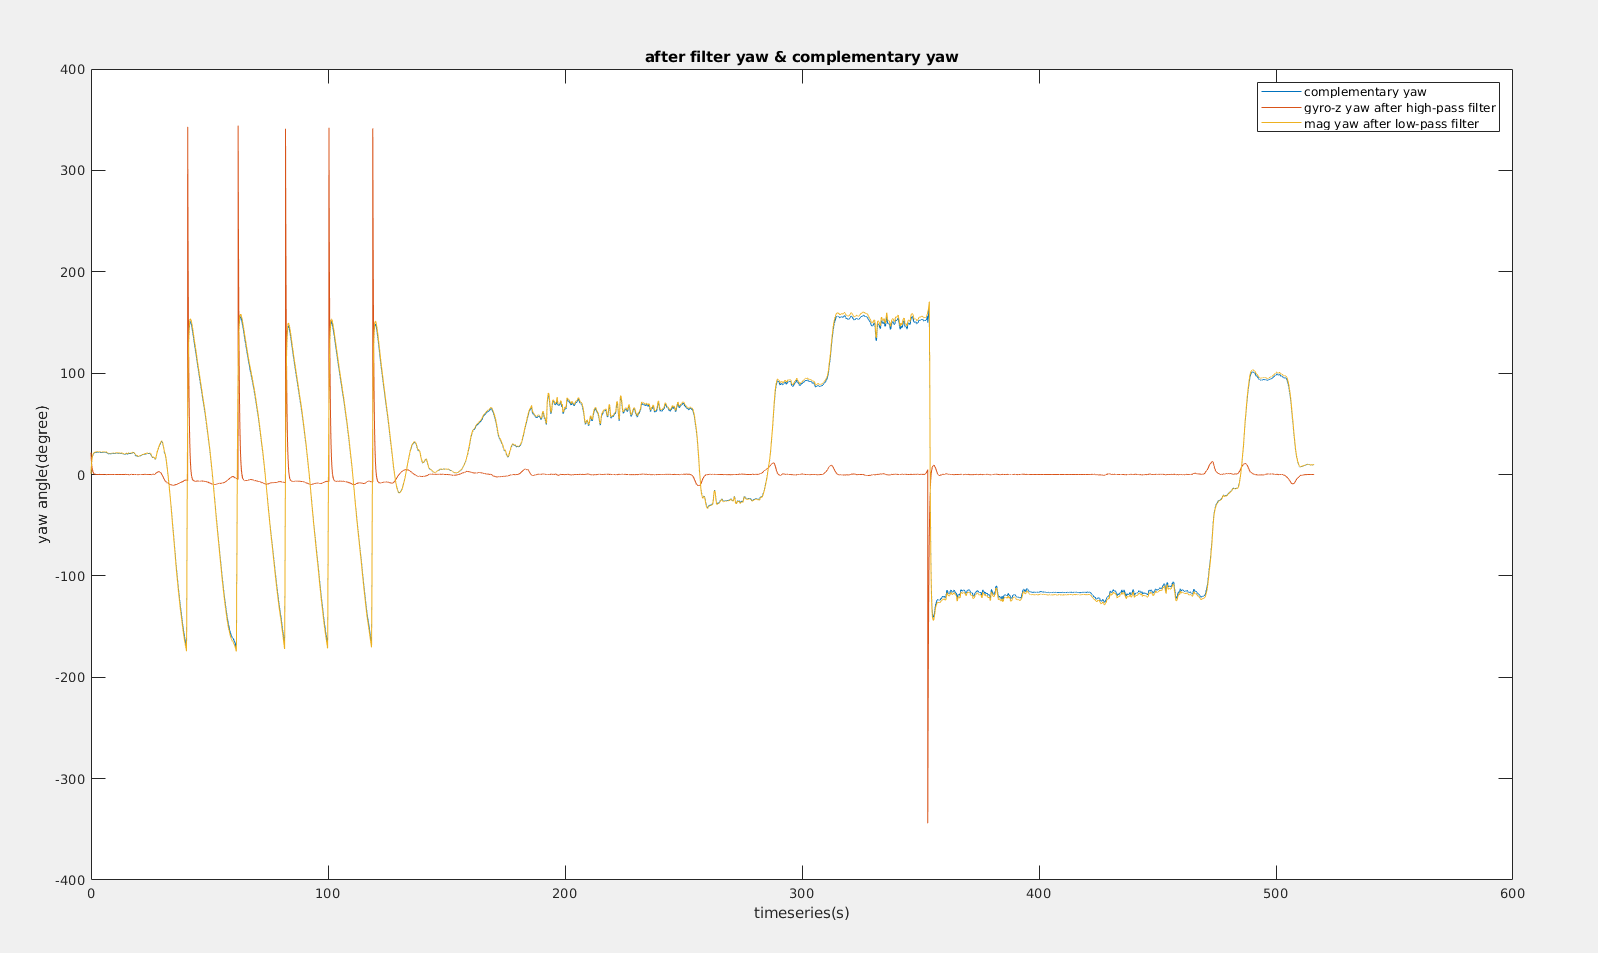 after filter yaw & complementary yaw
complementary yaw
gyro-z yaw after high-pass filter
mag yaw after low-pass filter
400
300
200
100
0
-100
-200
-300
-400
yaw angle(degree)
0 100 200 300 400 500 600
timeseries(s)